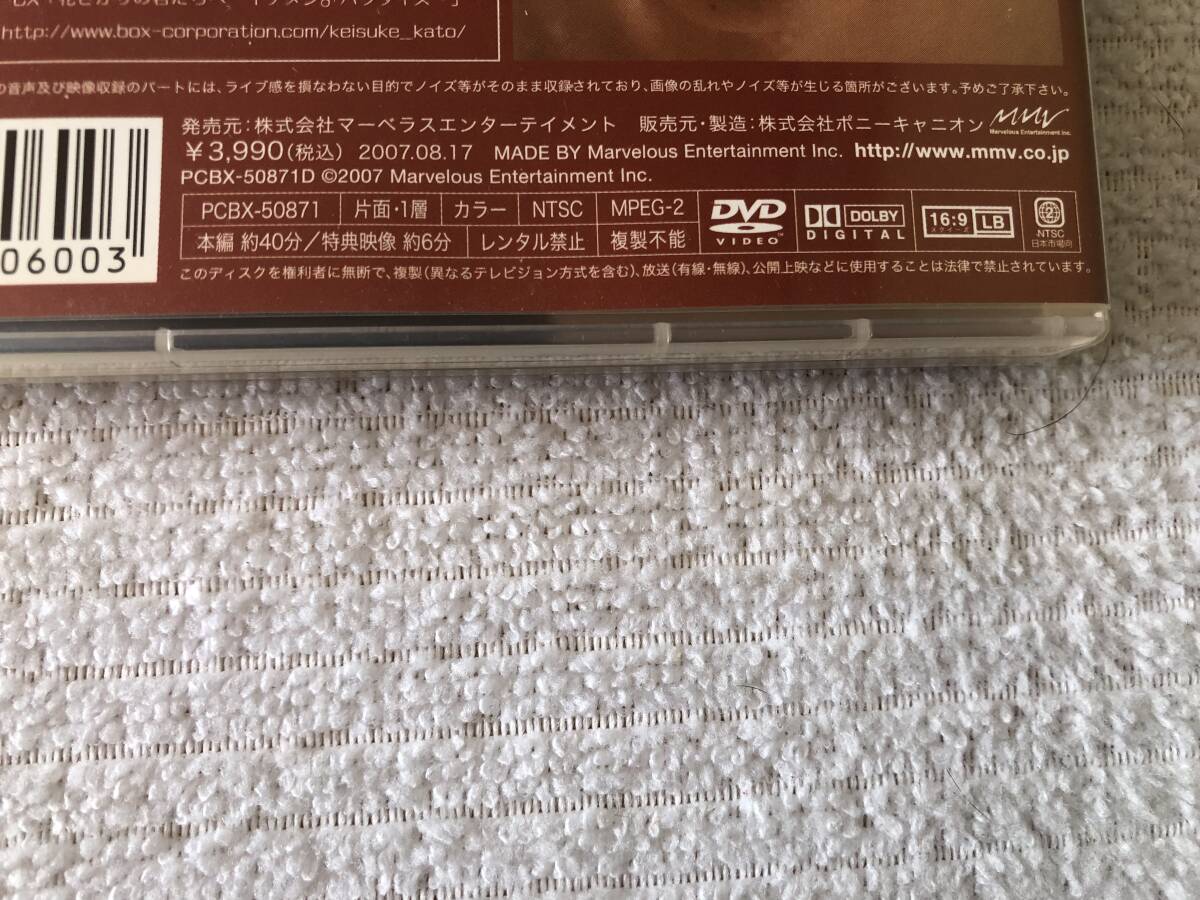 http://www.box-corporation.com/keisuke_kato/
音声及び映像収録のパートには、ライブ感を損なわない目的でノイズ等がそのまま収録されており、画像の乱れやノイズ等が生じる箇所がございます。予めご了承下さい。
発売元：株式会社マーベラスエンターテイメント 販売元・製造：株式会社ポニーキャニオン
Marvelous Entertainment Inc.
¥3,990(税込) 2007.08.17 MADE BY Marvelous Entertainment Inc. http://www.mmv.co.jp
PCBX-50871D ©2007 Marvelous Entertainment Inc.
PCBX-50871 片面・1層 カラー NTSC MPEG-2 DVD VIDEO DOLBY DIGITAL 16:9 スクイーズ LB 2 NTSC 日本市場向
本編 約40分／特典映像 約6分 レンタル禁止 複製不能
06003
このディスクを権利者に無断で、複製(異なるテレビジョン方式を含む)、放送(有線・無線)、公開上映などに使用することは法律で禁止されています。